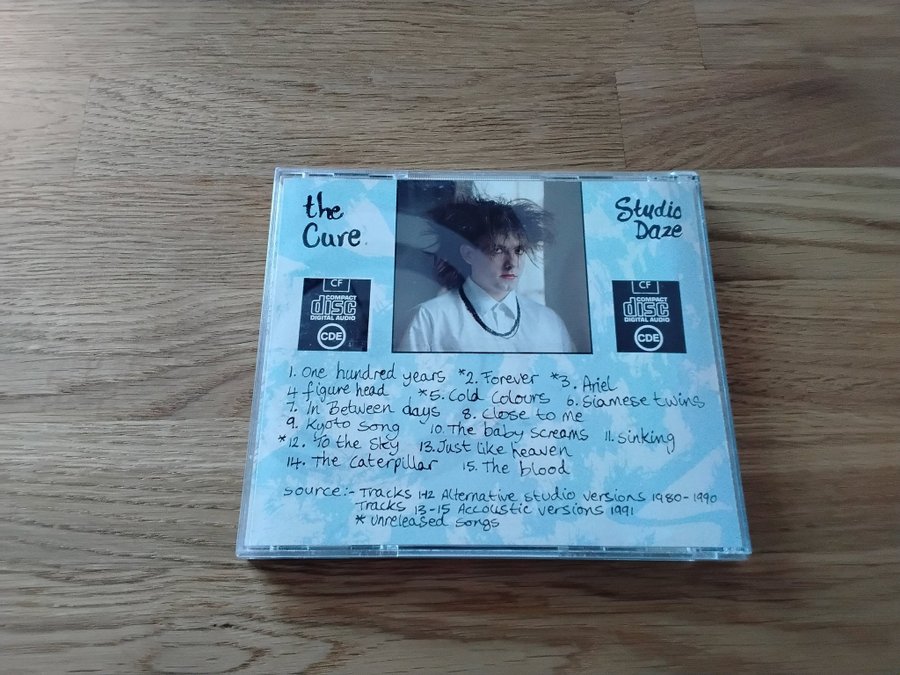 the
Cure.
Studio
Daze
CF
COMPACT
disc
DIGITAL AUDIO
CDE
CF
COMPACT
disc
DIGITAL AUDIO
CDE
1. One hundred years *2. Forever *3. Ariel
4 figure head *5. Cold Colours 6. Siamese twins
7. In Between days 8. Close to me
9. Kyoto song 10. The baby screams 11. sinking
*12. To the sky 13. Just like heaven
14. The caterpillar 15. The blood
source:- Tracks 1-12 Alternative studio versions 1980-1990
Tracks 13-15 Accoustic versions 1991
* unreleased songs